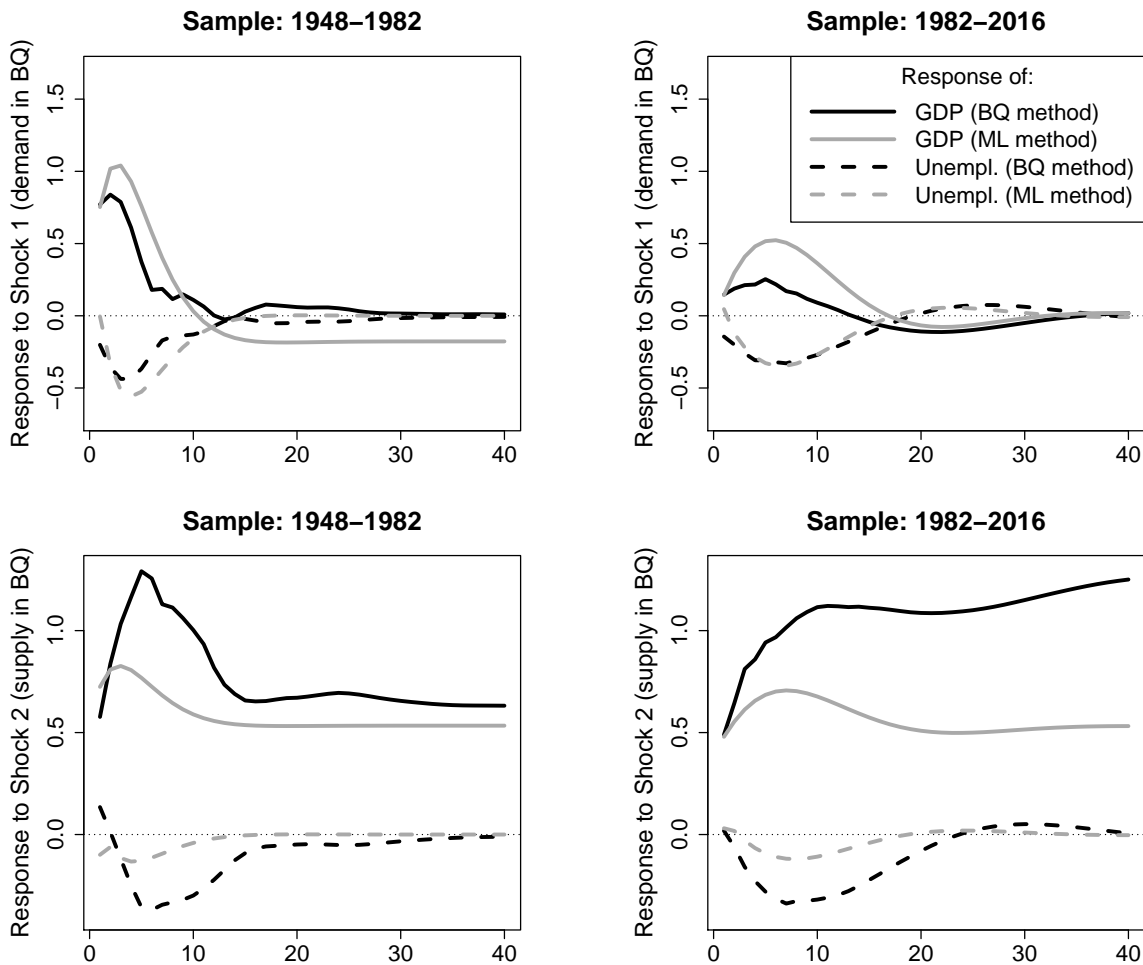 Sample: 1948−1982
Response to Shock 1 (demand in BQ)
1.5
1.0
0.5
0.0
−0.5
0 10 20 30 40
Sample: 1982−2016
Response to Shock 1 (demand in BQ)
1.5
1.0
0.5
0.0
−0.5
0 10 20 30 40
Response of:
GDP (BQ method)
GDP (ML method)
Unempl. (BQ method)
Unempl. (ML method)
Sample: 1948−1982
Response to Shock 2 (supply in BQ)
1.0
0.5
0.0
0 10 20 30 40
Sample: 1982−2016
Response to Shock 2 (supply in BQ)
1.0
0.5
0.0
0 10 20 30 40